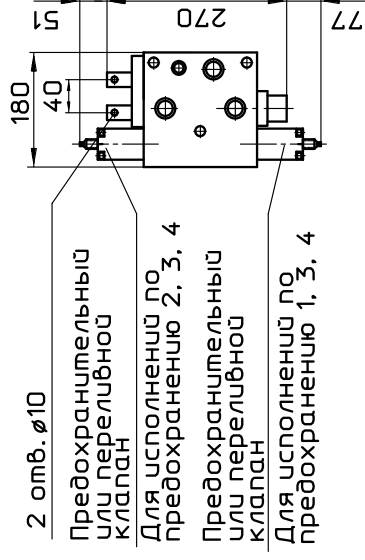 51
270
77
180
40
2 отв. ⌀10
Предохранительный
или переливной
клапан
Для исполнений по
предохранению 2, 3, 4
Предохранительный
или переливной
клапан
Для исполнений по
предохранению 1, 3, 4